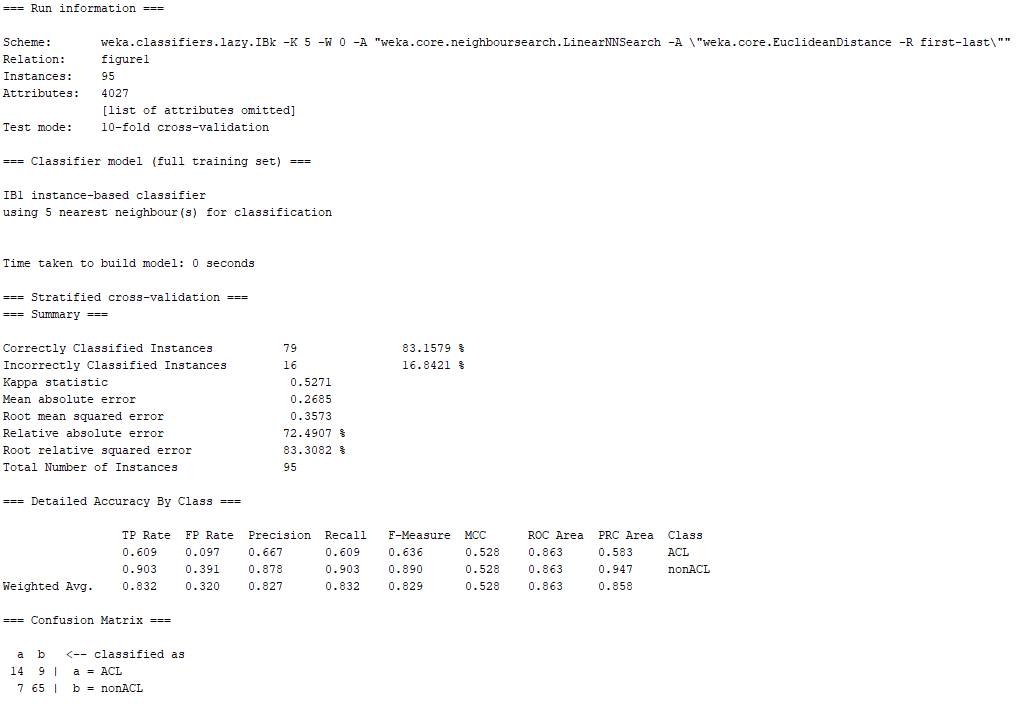 === Run information ===
Scheme: weka.classifiers.lazy.IBk -K 5 -W 0 -A "weka.core.neighboursearch.LinearNNSearch -A \"weka.core.EuclideanDistance -R first-last\""
Relation: figure1
Instances: 95
Attributes: 4027
[list of attributes omitted]
Test mode: 10-fold cross-validation
=== Classifier model (full training set) ===
IB1 instance-based classifier
using 5 nearest neighbour(s) for classification
Time taken to build model: 0 seconds
=== Stratified cross-validation ===
=== Summary ===
Correctly Classified Instances 79 83.1579 %
Incorrectly Classified Instances 16 16.8421 %
Kappa statistic 0.5271
Mean absolute error 0.2685
Root mean squared error 0.3573
Relative absolute error 72.4907 %
Root relative squared error 83.3082 %
Total Number of Instances 95
=== Detailed Accuracy By Class ===
TP Rate FP Rate Precision Recall F-Measure MCC ROC Area PRC Area Class
0.609 0.097 0.667 0.609 0.636 0.528 0.863 0.583 ACL
0.903 0.391 0.878 0.903 0.890 0.528 0.863 0.947 nonACL
Weighted Avg. 0.832 0.320 0.827 0.832 0.829 0.528 0.863 0.858
=== Confusion Matrix ===
a b <-- classified as
14 9 | a = ACL
7 65 | b = nonACL